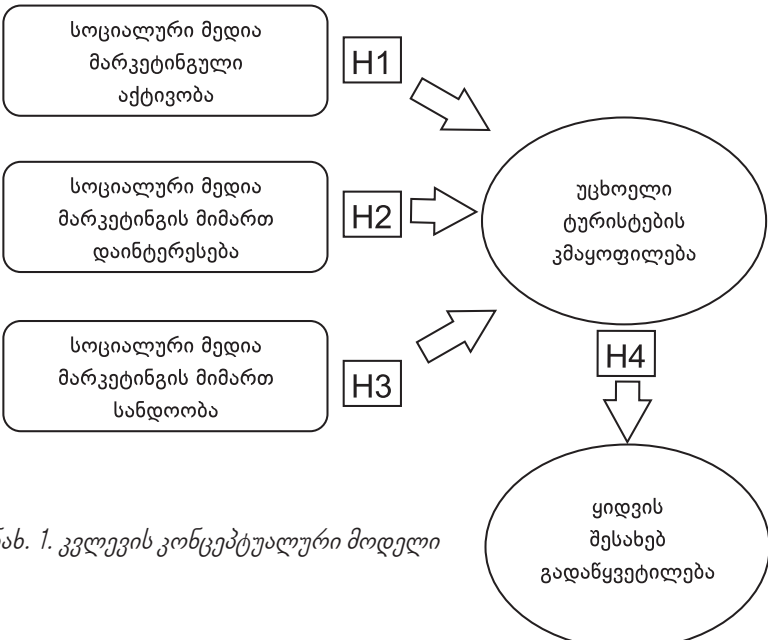 სოციალური მედია
მარკეტინგული
აქტივობა
H1
სოციალური მედია
მარკეტინგის მიმართ
დაინტერესება
H2
სოციალური მედია
მარკეტინგის მიმართ
სანდოობა
H3
უცხოელი
ტურისტების
კმაყოფილება
H4
ყიდვის
შესახებ
გადაწყვეტილება
1. კვლევის კონცეპტუალური მოდელი